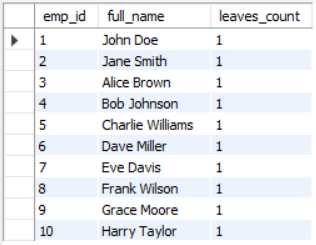 emp_id full_name leaves_count
1 John Doe 1
2 Jane Smith 1
3 Alice Brown 1
4 Bob Johnson 1
5 Charlie Williams 1
6 Dave Miller 1
7 Eve Davis 1
8 Frank Wilson 1
9 Grace Moore 1
10 Harry Taylor 1